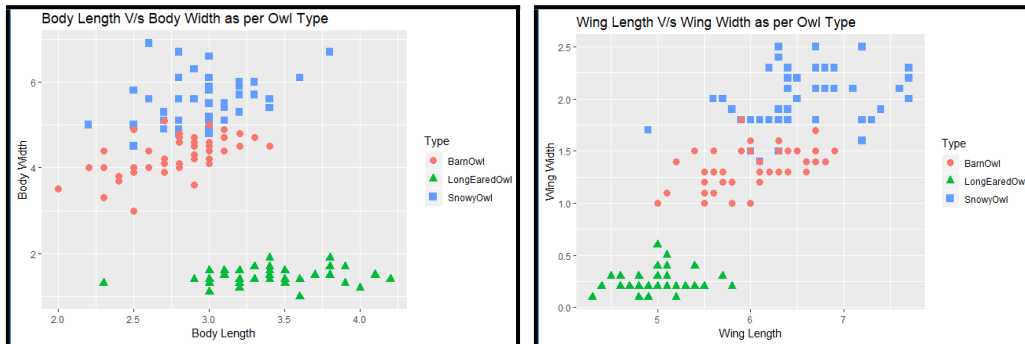 Body Length V/s Body Width as per Owl Type
Body Width
6
4
2
2.0 2.5 3.0 3.5 4.0
Body Length
Type
BarnOwl
LongEaredOwl
SnowyOwl
Wing Length V/s Wing Width as per Owl Type
Wing Width
2.5
2.0
1.5
1.0
0.5
0.0
5 6 7
Wing Length
Type
BarnOwl
LongEaredOwl
SnowyOwl